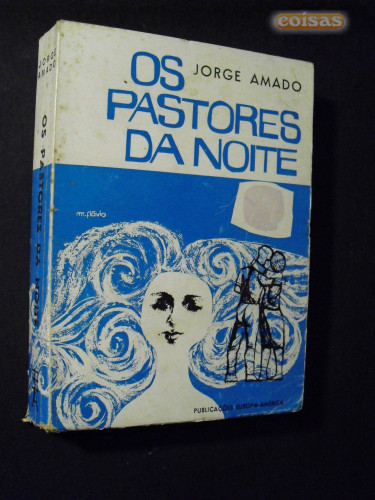 coisas
JORGE
AMADO
OS PASTORES DA NOITE
OS
JORGE AMADO
PASTORES
DA NOITE
m.flávio
PUBLICAÇÕES EUROPA-AMÉRICA